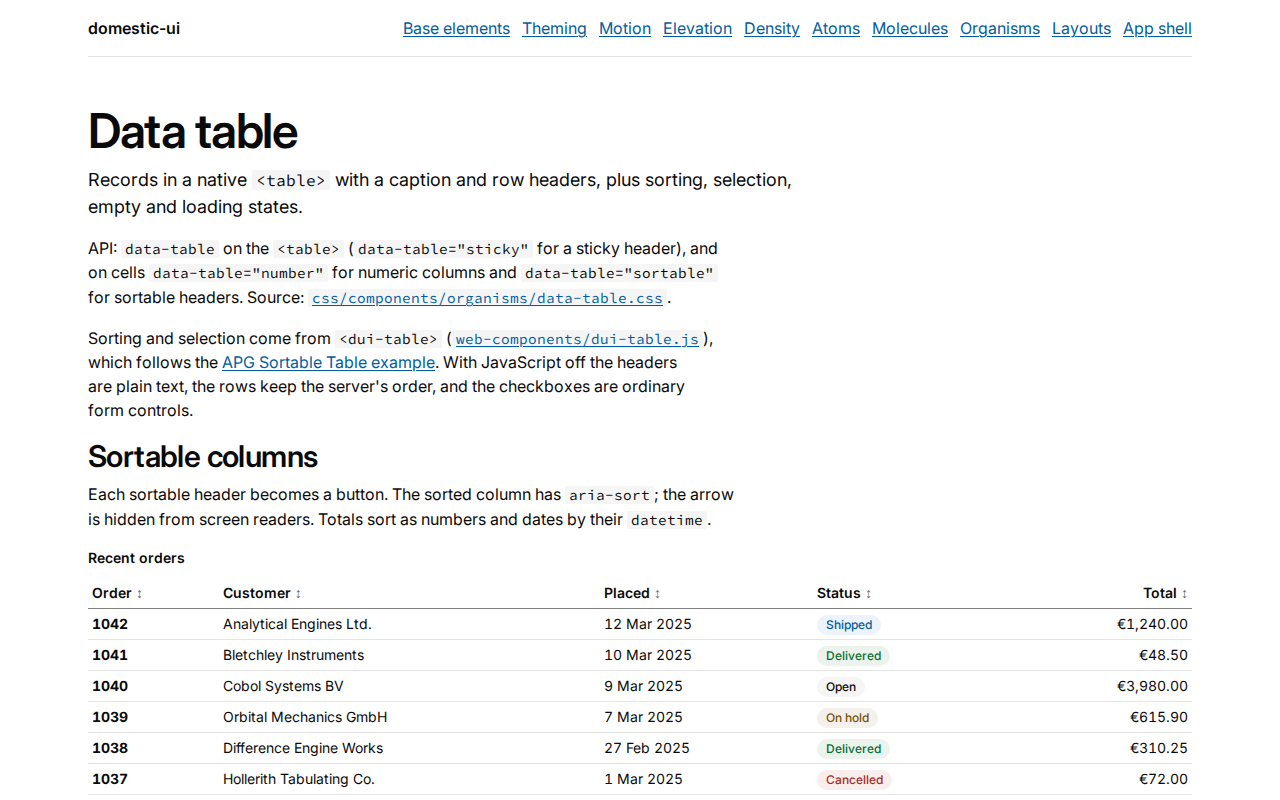 domestic-ui Base elements Theming Motion Elevation Density Atoms Molecules Organisms Layouts App shell
Data table
Records in a native <table> with a caption and row headers, plus sorting, selection,
empty and loading states.
API: data-table on the <table> ( data-table="sticky" for a sticky header), and
on cells data-table="number" for numeric columns and data-table="sortable"
for sortable headers. Source: css/components/organisms/data-table.css .
Sorting and selection come from <dui-table> ( web-components/dui-table.js ),
which follows the APG Sortable Table example. With JavaScript off the headers
are plain text, the rows keep the server's order, and the checkboxes are ordinary
form controls.
Sortable columns
Each sortable header becomes a button. The sorted column has aria-sort ; the arrow
is hidden from screen readers. Totals sort as numbers and dates by their datetime .
Recent orders
Order ↕ Customer ↕ Placed ↕ Status ↕ Total ↕
1042 Analytical Engines Ltd. 12 Mar 2025 Shipped €1,240.00
1041 Bletchley Instruments 10 Mar 2025 Delivered €48.50
1040 Cobol Systems BV 9 Mar 2025 Open €3,980.00
1039 Orbital Mechanics GmbH 7 Mar 2025 On hold €615.90
1038 Difference Engine Works 27 Feb 2025 Delivered €310.25
1037 Hollerith Tabulating Co. 1 Mar 2025 Cancelled €72.00